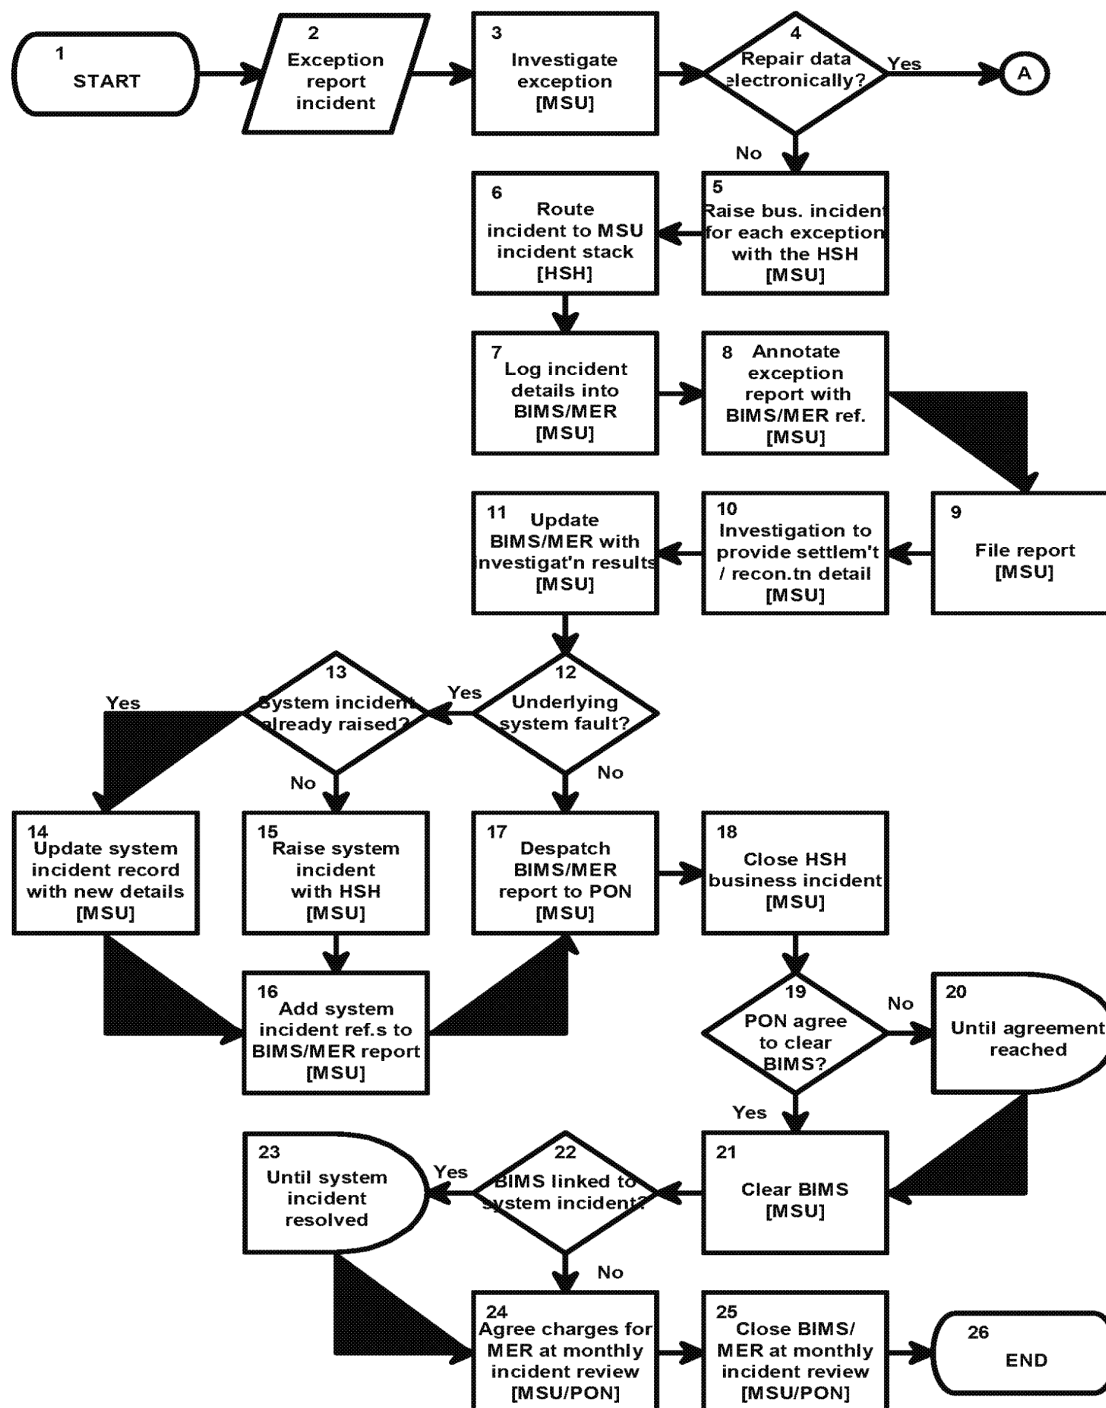 1
START
2
Exception
report
incident
3
Investigate
exception
[MSU]
4
Repair data
electronically?
Yes
A
No
5
Raise bus. incident
for each exception
with the HSH
[MSU]
6
Route
incident to MSU
incident stack
[HSH]
7
Log incident
details into
BIMS/MER
[MSU]
8
Annotate
exception
report with
BIMS/MER ref.
[MSU]
9
File report
[MSU]
10
Investigation to
provide settlem't
/ recon.tn detail
[MSU]
11
Update
BIMS/MER with
investigat'n results
[MSU]
12
Underlying
system fault?
Yes
No
13
System incident
already raised?
Yes
No
14
Update system
incident record
with new details
[MSU]
15
Raise system
incident
with HSH
[MSU]
16
Add system
incident ref.s to
BIMS/MER report
[MSU]
17
Despatch
BIMS/MER
report to PON
[MSU]
18
Close HSH
business incident
[MSU]
19
PON agree
to clear
BIMS?
No
Yes
20
Until agreement
reached
21
Clear BIMS
[MSU]
22
BIMS linked to
system incident?
Yes
No
23
Until system
incident
resolved
24
Agree charges for
MER at monthly
incident review
[MSU/PON]
25
Close BIMS/
MER at monthly
incident review
[MSU/PON]
26
END